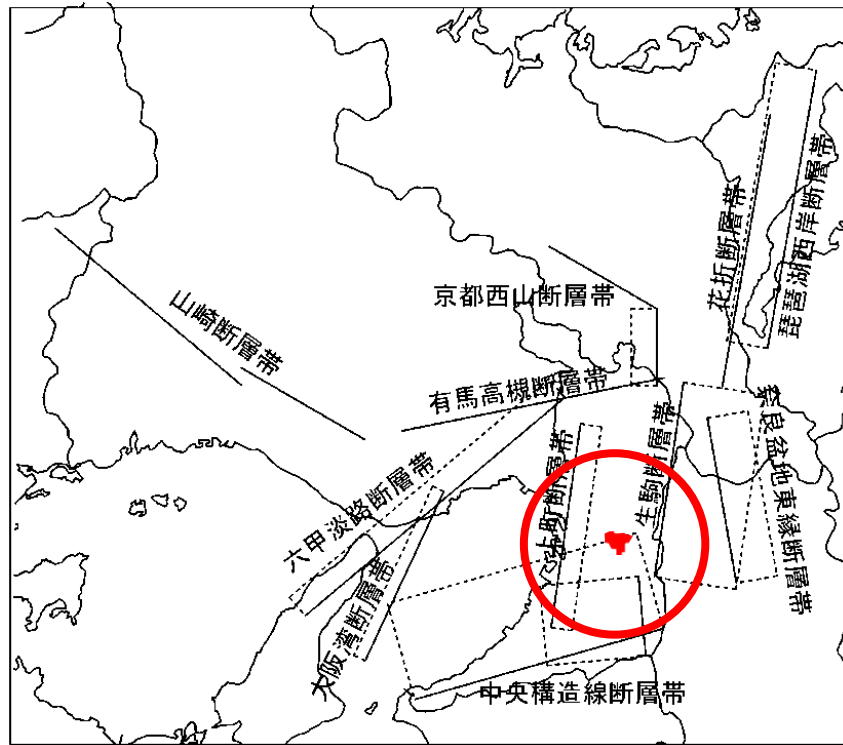 花折断層帯
琵琶湖西岸断層帯
京都西山断層帯
山崎断層帯
有馬高槻断層帯
奈良盆地東縁断層帯
生駒断層帯
上町断層帯
六甲淡路断層帯
大阪湾断層帯
中央構造線断層帯